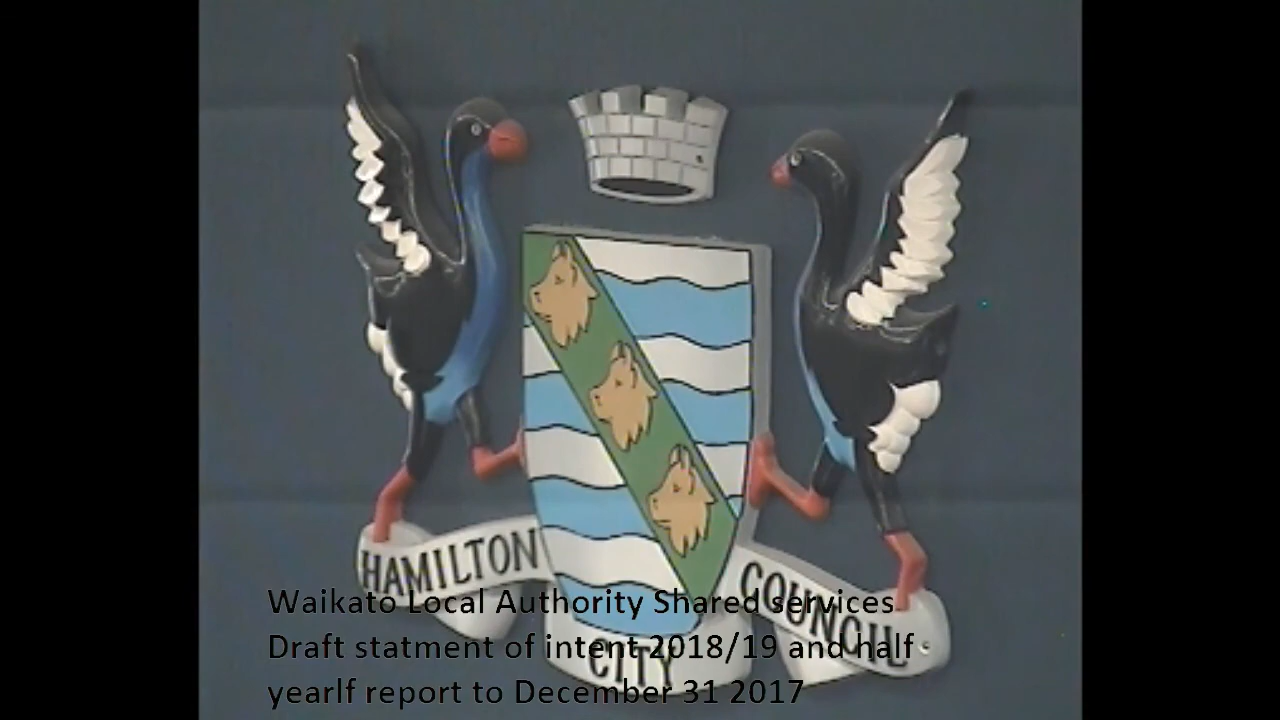 HAMILTON
CITY
COUNCIL
Waikato Local Authority Shared services
Draft statment of intent 2018/19 and half
yearlf report to December 31 2017